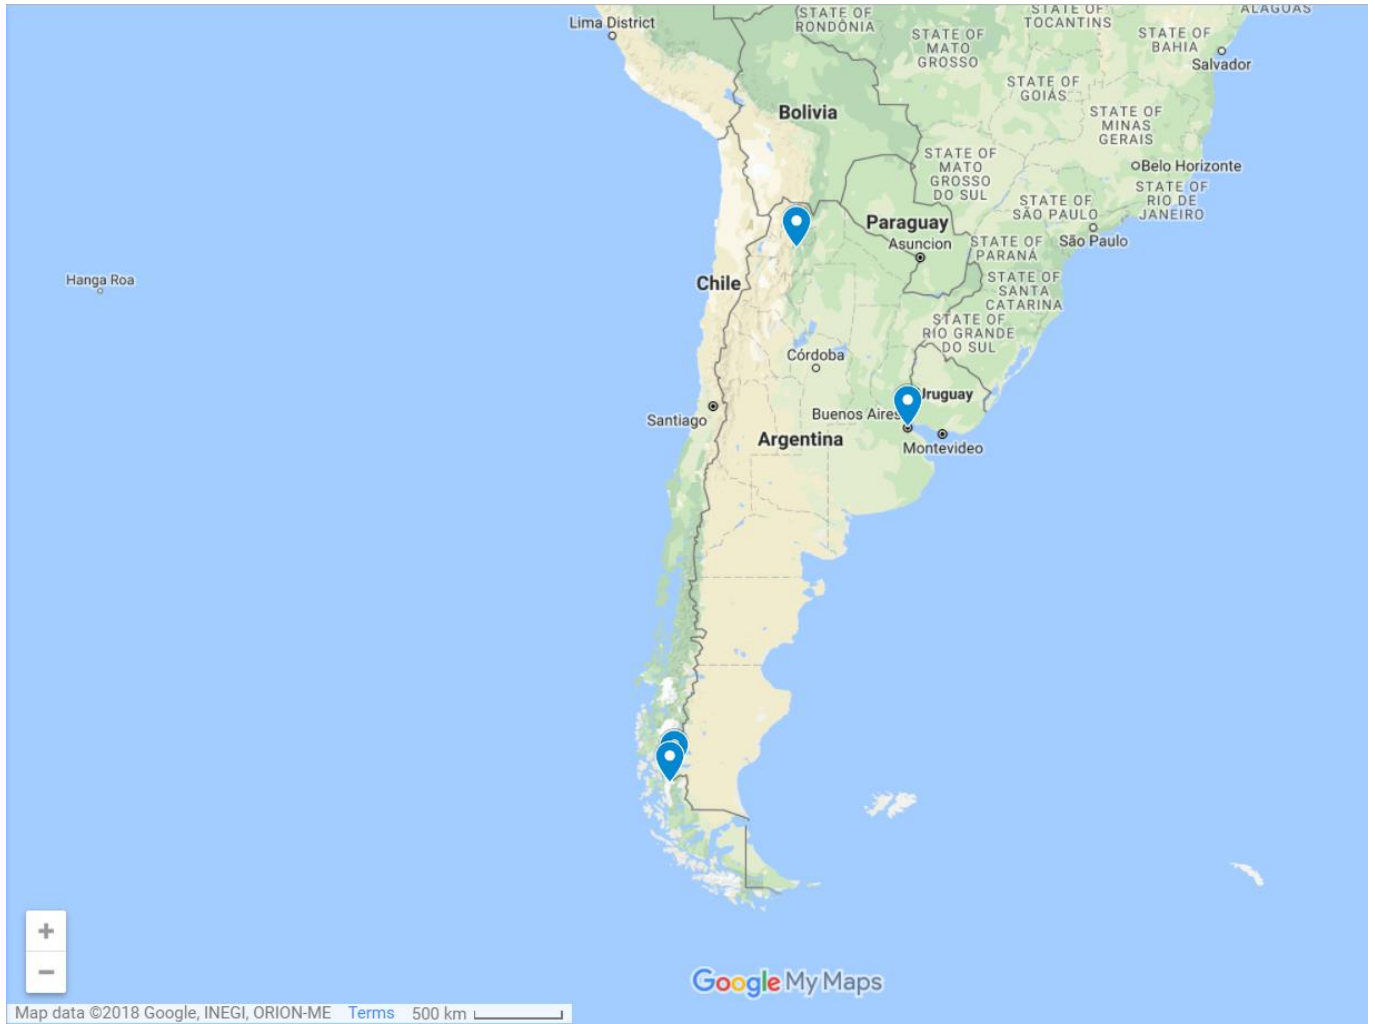 Lima District
STATE OF
RONDÔNIA
STATE OF
TOCANTINS
ALAGOAS
STATE OF
MATO
GROSSO
STATE OF
BAHIA
Salvador
STATE OF
GOIÁS
Bolivia
STATE OF
MINAS
GERAIS
STATE OF
MATO
GROSSO
DO SUL
Belo Horizonte
STATE OF
RIO DE
JANEIRO
STATE OF
SÃO PAULO
Paraguay
Asuncion
STATE OF
PARANÁ
São Paulo
Hanga Roa
Chile
STATE OF
SANTA
CATARINA
STATE OF
RIO GRANDE
DO SUL
Córdoba
Uruguay
Santiago
Buenos Aires
Argentina
Montevideo
+
−
Google My Maps
Map data ©2018 Google, INEGI, ORION-ME Terms 500 km